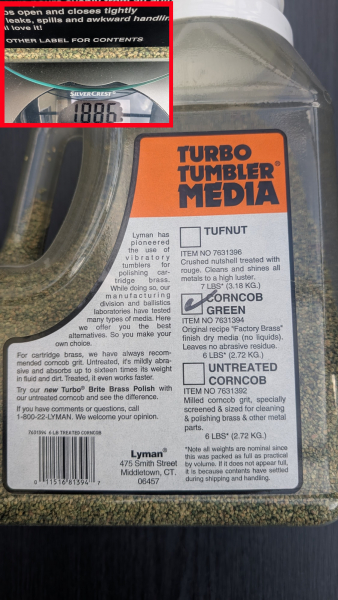 s open and closes tightly
leaks, spills and awkward handlin
ll love it!
OTHER LABEL FOR CONTENTS
SILVERCREST
1886
TURBO
TUMBLER®
MEDIA
Lyman has
pioneered
the use of
vibratory
tumblers for
polishing car-
tridge brass.
While doing so, our
manufacturing
division and ballistics
laboratories have tested
many types of media. Here
we offer you the best
alternatives. So you make your
own choice.
For cartridge brass, we have always recom-
mended corncob grit. Untreated, it's mildly abra-
sive and absorbs up to sixteen times its weight
in fluid and dirt. Treated, it even works faster.
Try our new Turbo® Brite Brass Polish with
our untreated corncob and see the difference.
If you have comments or questions, call
1-800-22-LYMAN. We welcome your opinion.
TUFNUT
ITEM NO 7631396
Crushed nutshell treated with
rouge. Cleans and shines all
metals to a high luster.
7 LBS* (3.18 KG.)
CORNCOB
GREEN
ITEM NO 7631394
Original recipe "Factory Brass"
finish dry media (no liquids).
Leaves no abrasive residue.
6 LBS* (2.72 KG.)
UNTREATED
CORNCOB
ITEM NO 7631392
Milled corncob grit, specially
screened & sized for cleaning
& polishing brass & other metal
parts.
6 LBS* (2.72 KG.)
*Note all weights are nominal since
this was packed as full as practical
by volume. If it does not appear full,
it is because contents have settled
during shipping and handling.
7631394 6 LB TREATED CORNCOB
0 11516 81394 7
Lyman®
475 Smith Street
Middletown, CT.
06457